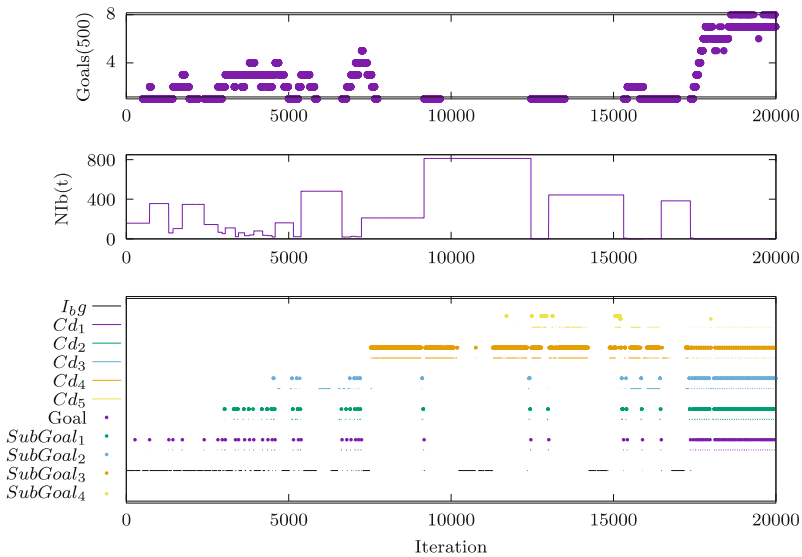 Goals(500)
8
4
0 5000 10000 15000 20000
NIb(t)
800
400
0
0 5000 10000 15000 20000
I_bg
Cd_1
Cd_2
Cd_3
Cd_4
Cd_5
Goal
SubGoal_1
SubGoal_2
SubGoal_3
SubGoal_4
0 5000 10000 15000 20000
Iteration